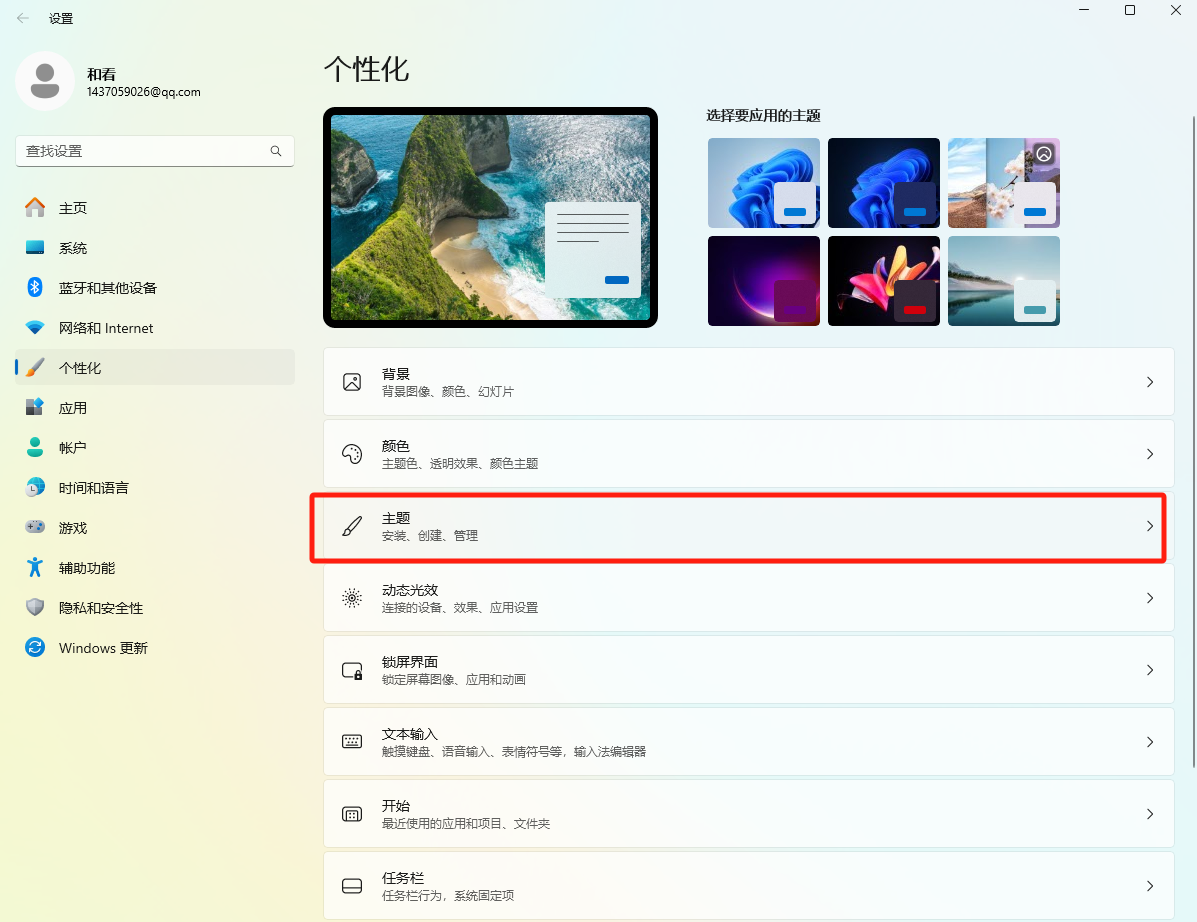 设置
和看
1437059026@qq.com
查找设置
主页
系统
蓝牙和其他设备
网络和 Internet
个性化
应用
帐户
时间和语言
游戏
辅助功能
隐私和安全性
Windows 更新
个性化
选择要应用的主题
背景
背景图像、颜色、幻灯片
颜色
主题色、透明效果、颜色主题
主题
安装、创建、管理
动态光效
连接的设备、效果、应用设置
锁屏界面
锁定屏幕图像、应用和动画
文本输入
触摸键盘、语音输入、表情符号等，输入法编辑器
开始
最近使用的应用和项目、文件夹
任务栏
任务栏行为，系统固定项